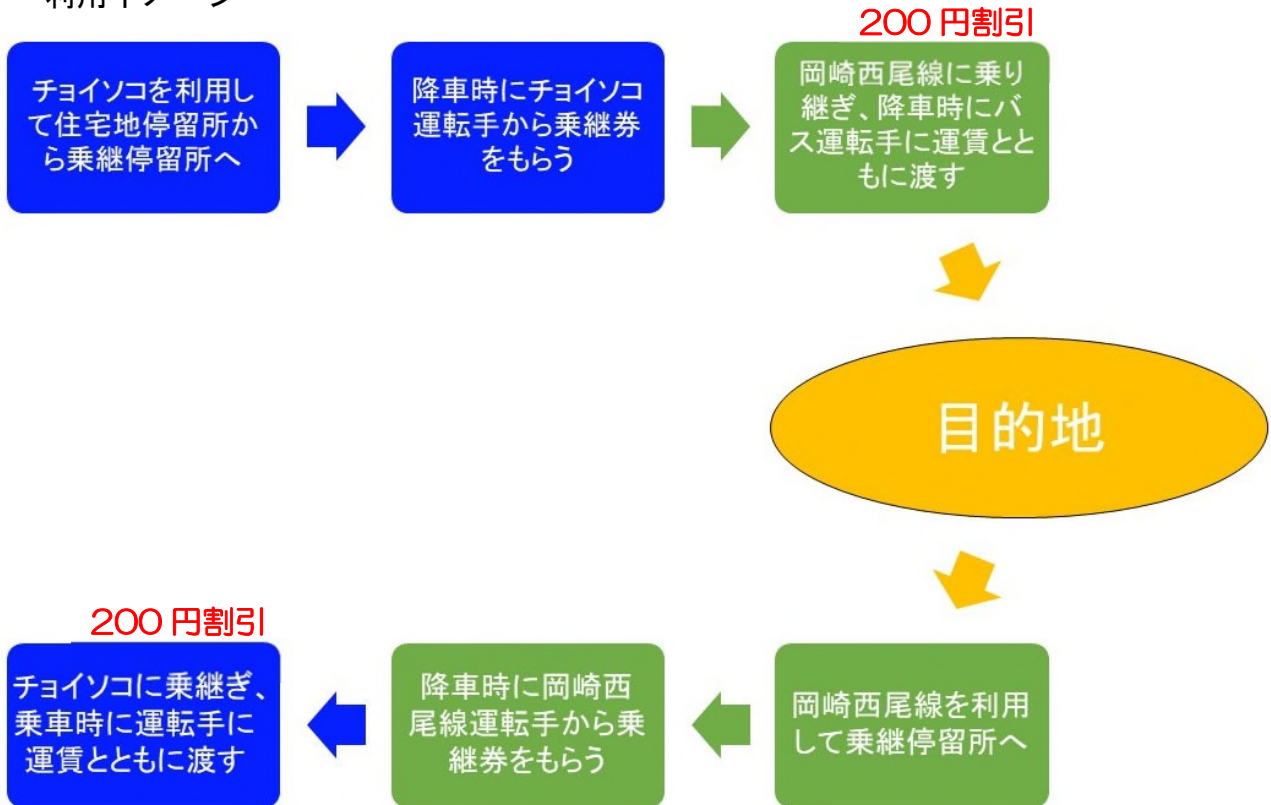 200 円割引
チョイソコを利用し
て住宅地停留所か
ら乗継停留所へ
降車時にチョイソコ
運転手から乗継券
をもらう
岡崎西尾線に乗り
継ぎ、降車時にバ
ス運転手に運賃とと
もに渡す
目的地
岡崎西尾線を利用
して乗継停留所へ
降車時に岡崎西
尾線運転手から乗
継券をもらう
200 円割引
チョイソコに乗継ぎ、
乗車時に運転手に
運賃とともに渡す